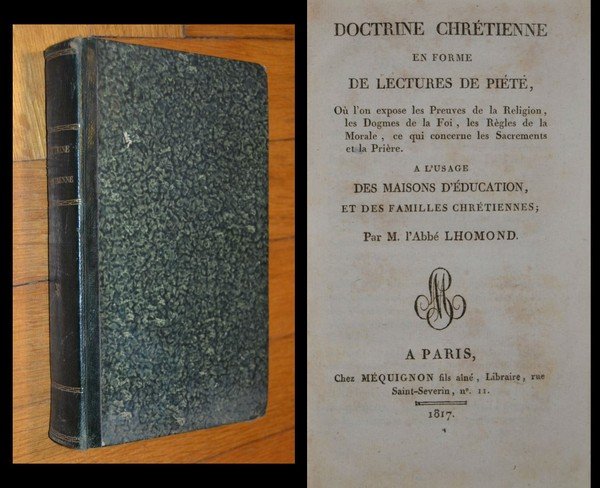 DOCTRINE CHRÉTIENNE
EN FORME
DE LECTURES DE PIÉTÉ,
Où l'on expose les Preuves de la Religion,
les Dogmes de la Foi, les Règles de la
Morale, ce qui concerne les Sacrements
et la Prière.
A L'USAGE
DES MAISONS D'ÉDUCATION,
ET DES FAMILLES CHRÉTIENNES;
Par M. l'Abbé LHOMOND.
A PARIS,
Chez MÉQUIGNON fils aîné, Libraire, rue
Saint-Severin, n°. 11.
1817.